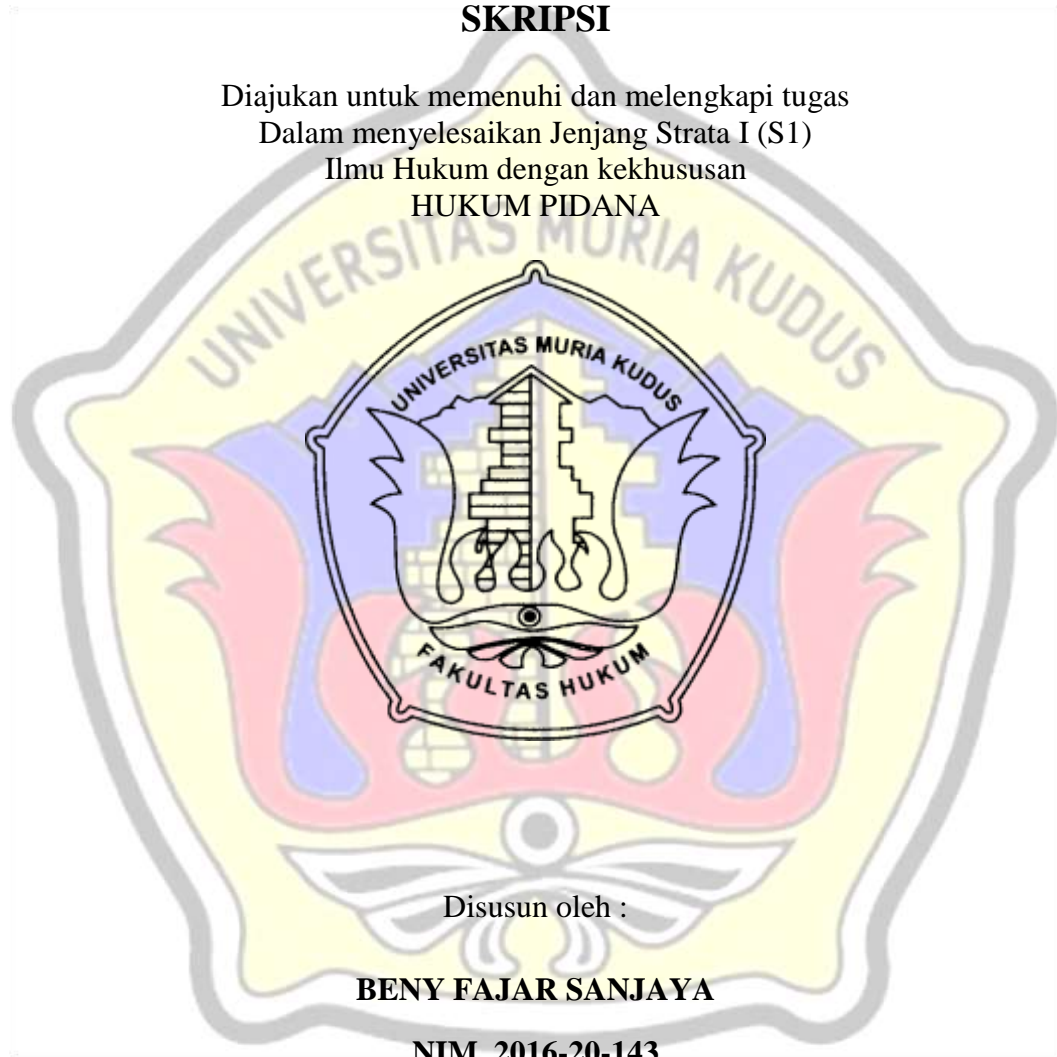 SKRIPSI
Diajukan untuk memenuhi dan melengkapi tugas
Dalam menyelesaikan Jenjang Strata I (S1)
Ilmu Hukum dengan kekhususan
HUKUM PIDANA
UNIVERSITAS MURIA KUDUS
UNIVERSITAS MURIA KUDUS
FAKULTAS HUKUM
Disusun oleh :
BENY FAJAR SANJAYA
NIM. 2016-20-143